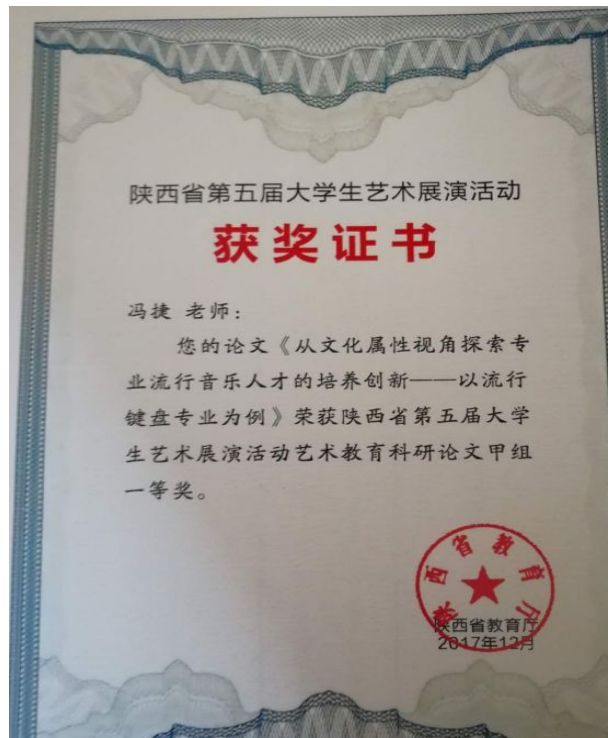 陕西省第五届大学生艺术展演活动
获奖证书
冯捷 老师：
您的论文《从文化属性视角探索专
业流行音乐人才的培养创新——以流行
键盘专业为例》荣获陕西省第五届大学
生艺术展演活动艺术教育科研论文甲组
一等奖。
陕西省教育厅
陕西省教育厅
2017年12月